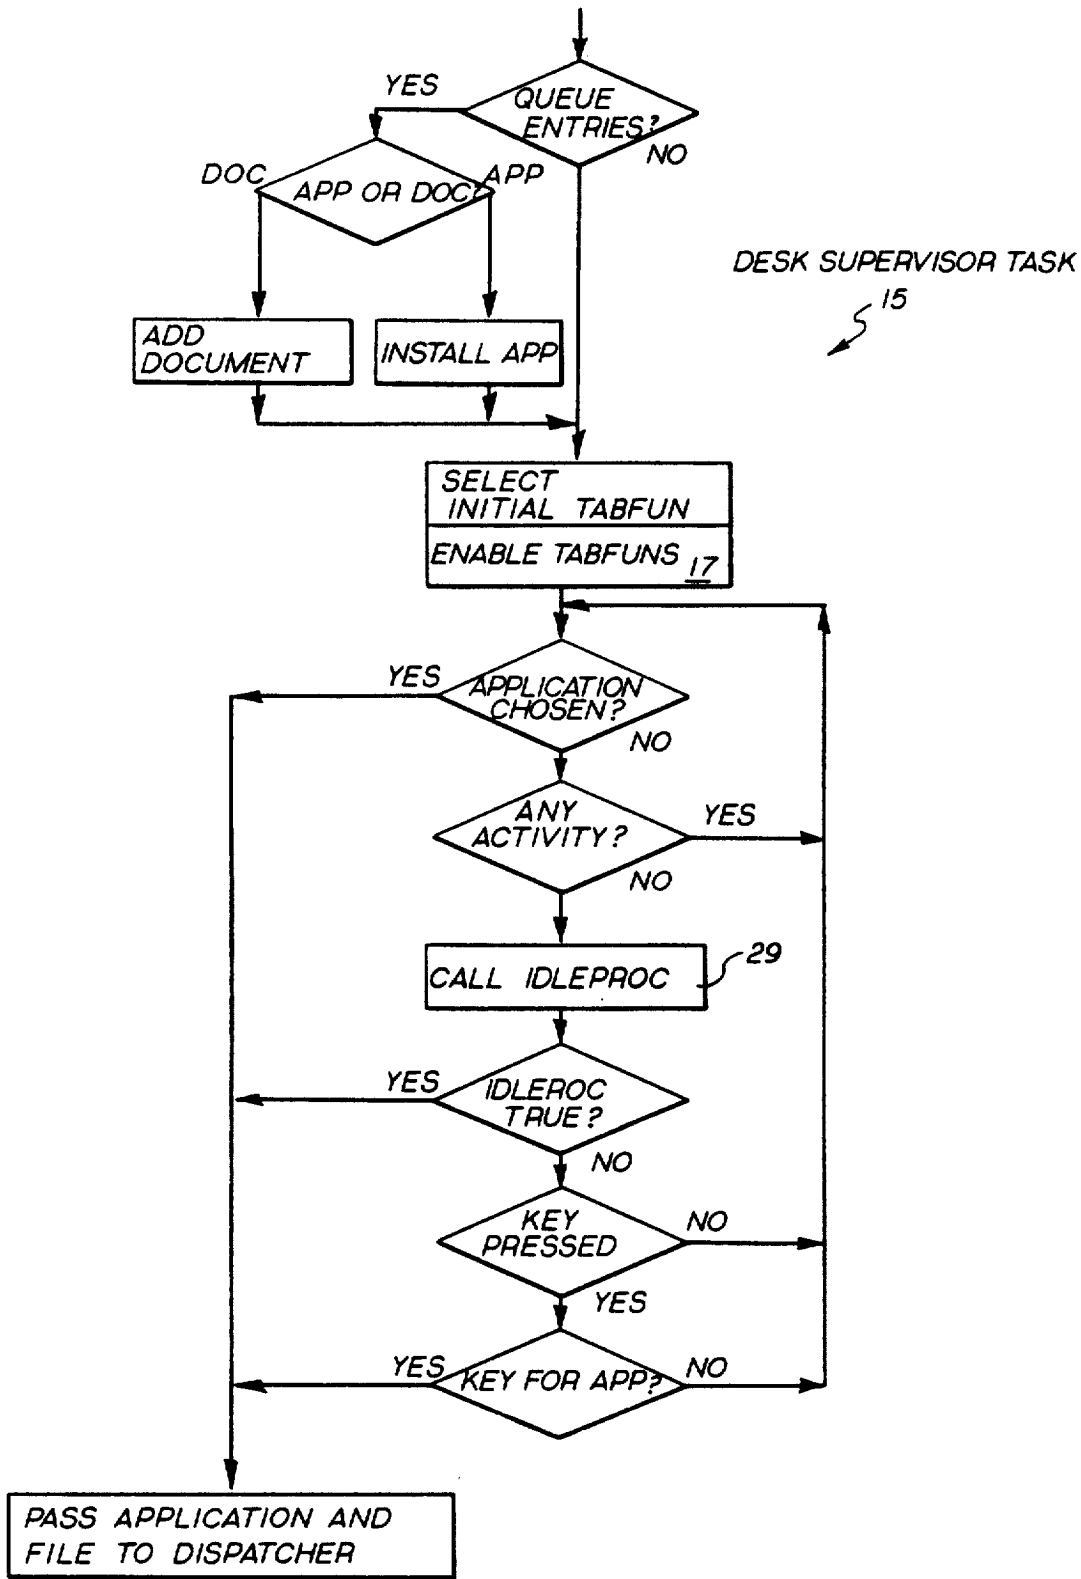 YES
QUEUE
ENTRIES?
NO
DOC
APP OR DOC?
APP
DESK SUPERVISOR TASK
15
ADD
DOCUMENT
INSTALL APP
SELECT
INITIAL TABFUN
ENABLE TABFUNS 17
YES
APPLICATION
CHOSEN?
NO
ANY
ACTIVITY?
YES
NO
CALL IDLEPROC
29
YES
IDLEROC
TRUE?
NO
KEY
PRESSED
NO
YES
YES
KEY FOR APP?
NO
PASS APPLICATION AND
FILE TO DISPATCHER